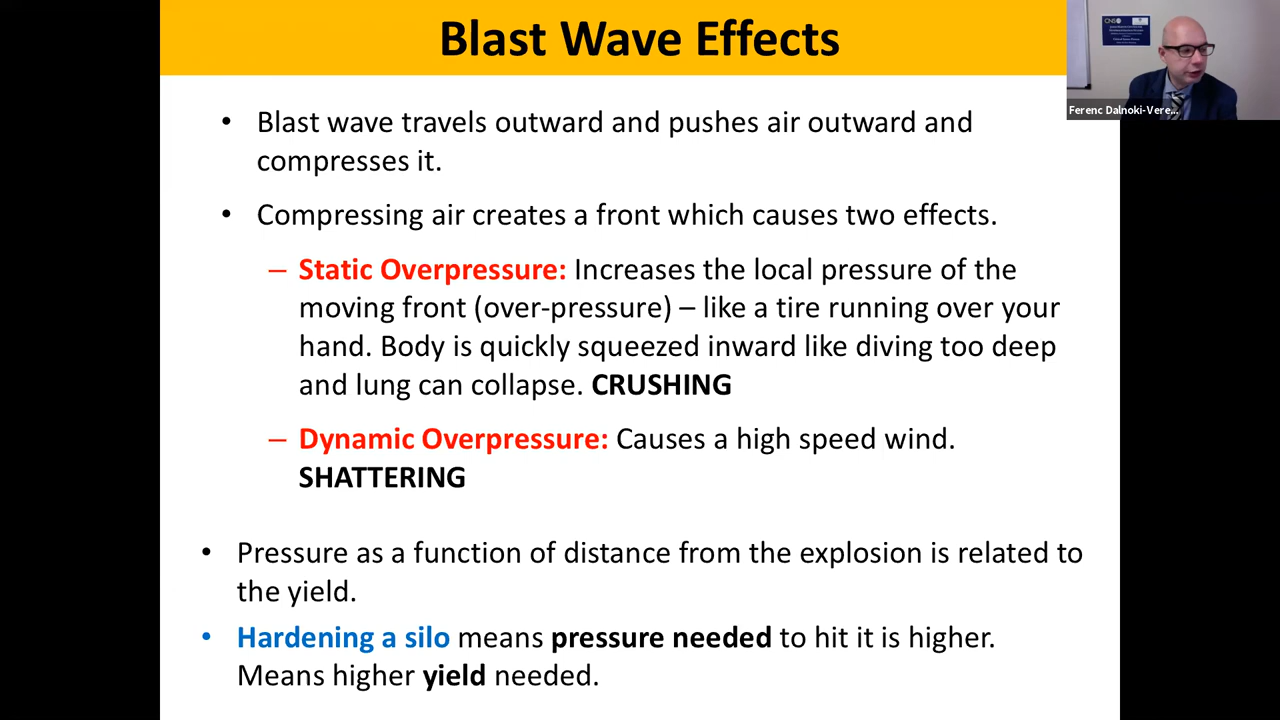 Blast Wave Effects
Ferenc Dalnoki-Vere...
• Blast wave travels outward and pushes air outward and
compresses it.
• Compressing air creates a front which causes two effects.
– Static Overpressure: Increases the local pressure of the
moving front (over-pressure) – like a tire running over your
hand. Body is quickly squeezed inward like diving too deep
and lung can collapse. CRUSHING
– Dynamic Overpressure: Causes a high speed wind.
SHATTERING
• Pressure as a function of distance from the explosion is related to
the yield.
• Hardening a silo means pressure needed to hit it is higher.
Means higher yield needed.